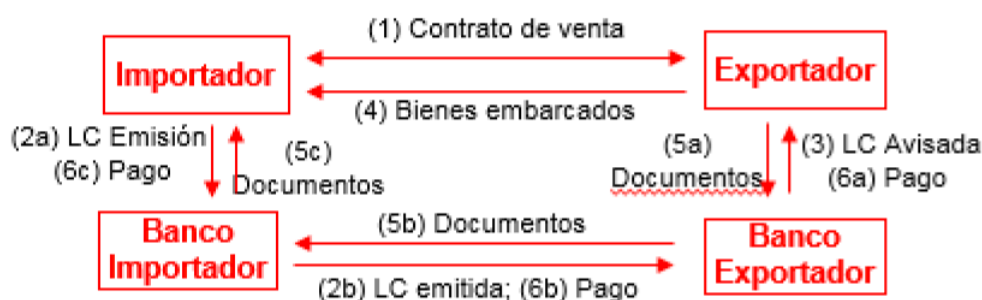 (1) Contrato de venta
Importador
Exportador
(4) Bienes embarcados
(2a) LC Emisión
(6c) Pago
(5c)
Documentos
(5a)
Documentos
(3) LC Avisada
(6a) Pago
Banco
Importador
(5b) Documentos
Banco
Exportador
(2b) LC emitida; (6b) Pago